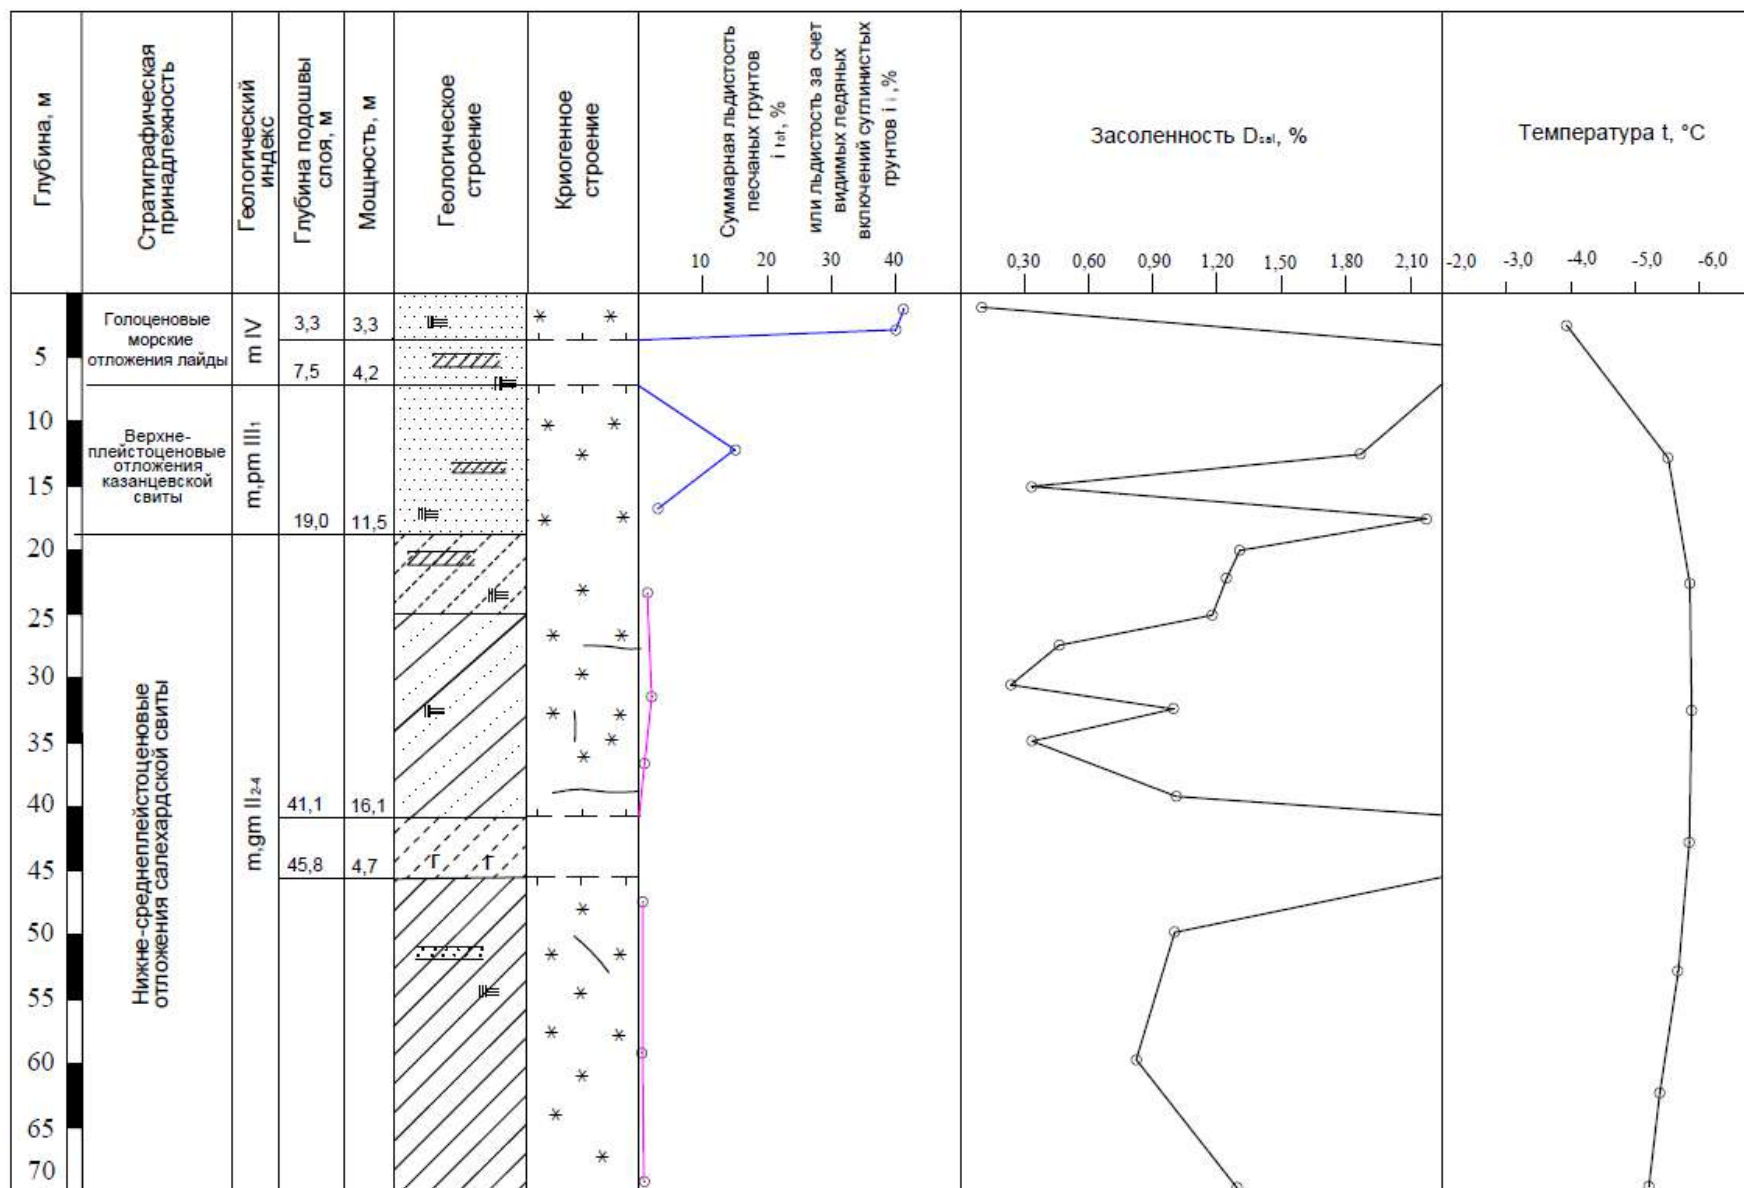 Глубина, м
Стратиграфическая
принадлежность
Геологический
индекс
Глубина подошвы
слоя, м
Мощность, м
Геологическое
строение
Криогенное
строение
Суммарная льдистость
песчаных грунтов
i tot, %
или льдистость за счет
видимых ледяных
включений суглинистых
грунтов i i ,%
10 20 30 40
Засоленность Dsal, %
0,30 0,60 0,90 1,20 1,50 1,80 2,10
Температура t, °C
-2,0 -3,0 -4,0 -5,0 -6,0
5
10
15
20
25
30
35
40
45
50
55
60
65
70
Голоценовые
морские
отложения лайды
m IV
3,3 3,3
7,5 4,2
Верхне-
плейстоценовые
отложения
казанцевской
свиты
m,pm III1
19,0 11,5
Нижне-среднеплейстоценовые
отложения салехардской свиты
m,gm II2-4
41,1 16,1
45,8 4,7
Г Г